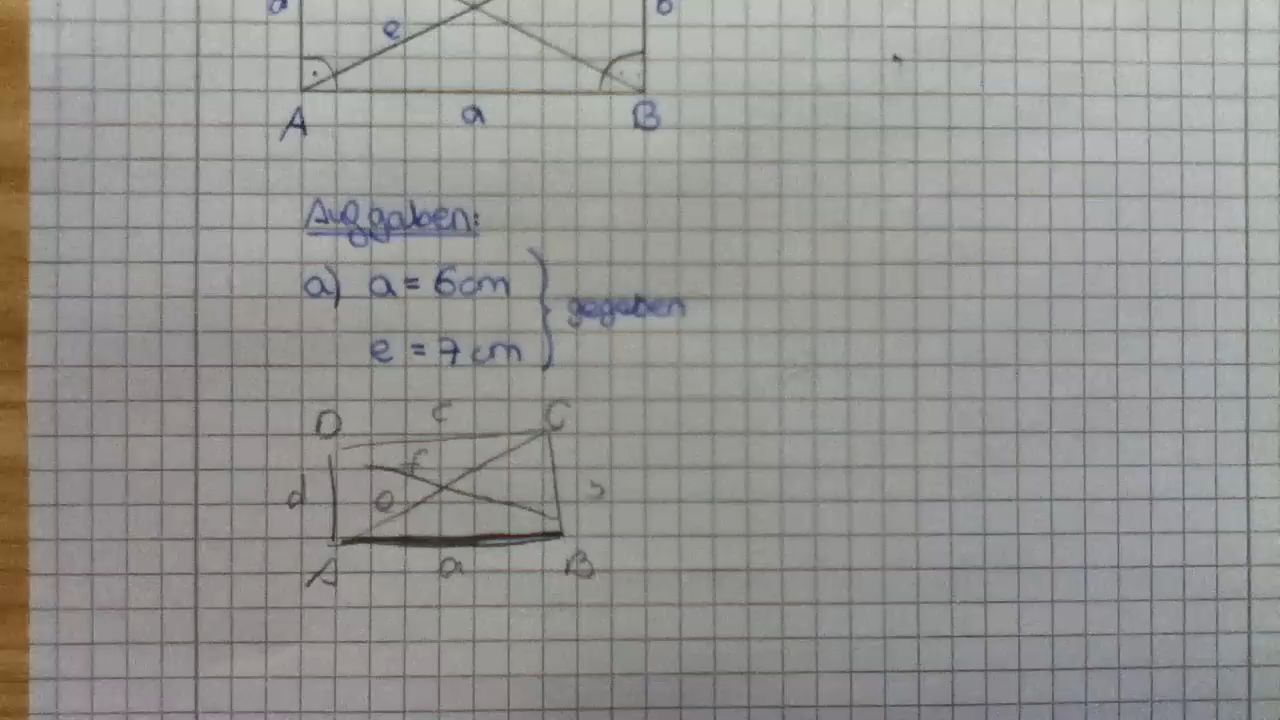 d
b
e
A
a
B
Aufgaben:
a) a = 6cm
gegeben
e = 7cm
D
c
C
f
d
e
A
a
B